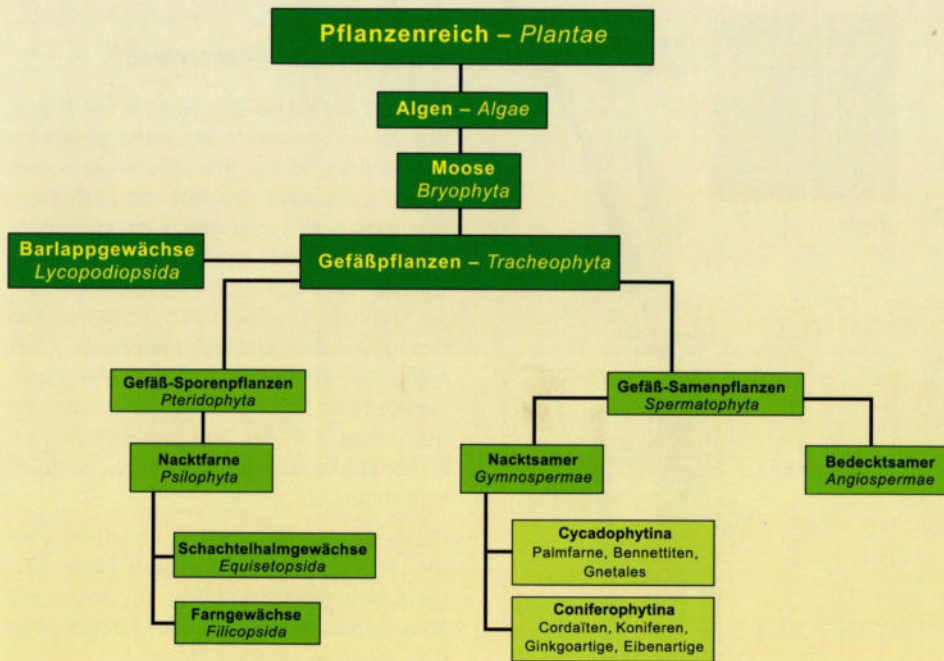 Pflanzenreich – Plantae
Algen – Algae
Moose
Bryophyta
Barlappgewächse
Lycopodiopsida
Gefäßpflanzen – Tracheophyta
Gefäß-Sporenpflanzen
Pteridophyta
Gefäß-Samenpflanzen
Spermatophyta
Nacktfarne
Psilophyta
Nacktsamer
Gymnospermae
Bedecktsamer
Angiospermae
Schachtelhalmgewächse
Equisetopsida
Farngewächse
Filicopsida
Cycadophytina
Palmfarne, Bennettiten,
Gnetales
Coniferophytina
Cordaïten, Koniferen,
Ginkgoartige, Eibenartige